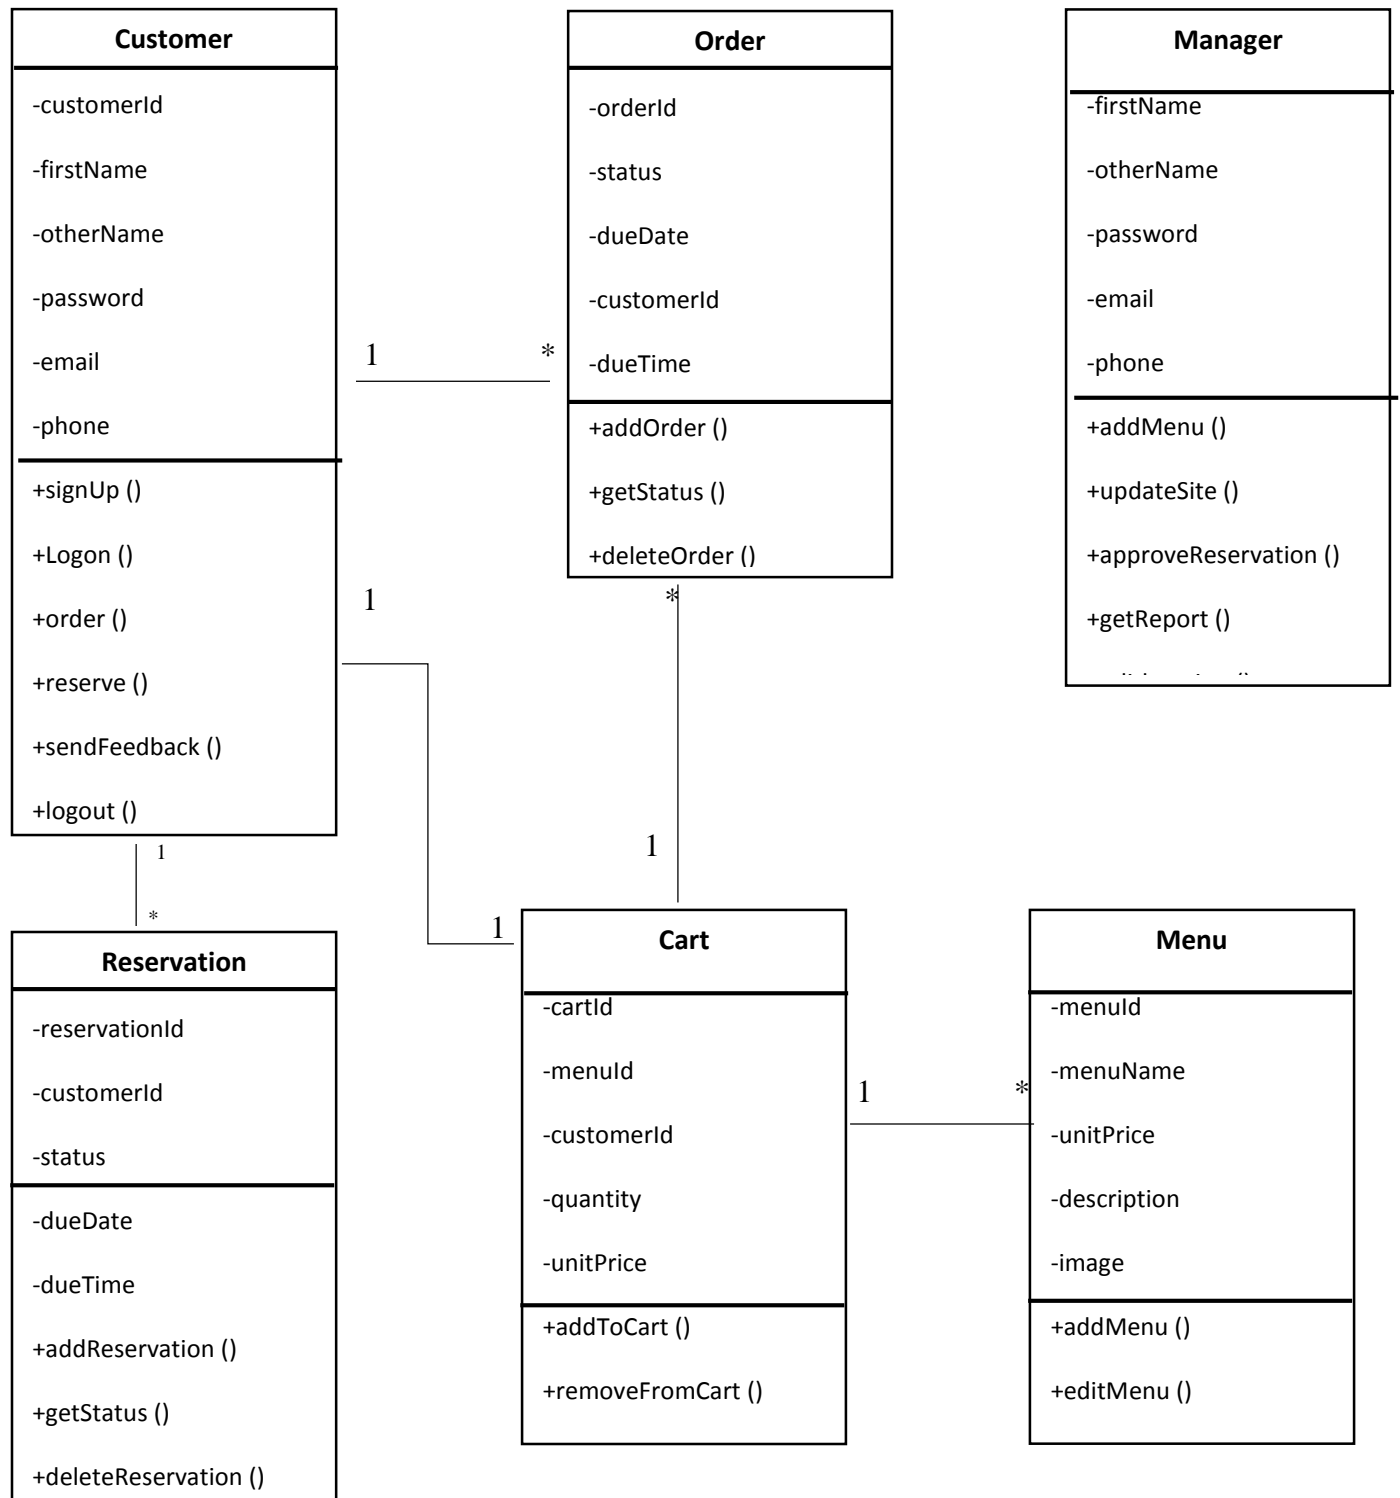 Customer
-customerId
-firstName
-otherName
-password
-email
-phone
+signUp ()
+Logon ()
+order ()
+reserve ()
+sendFeedback ()
+logout ()
Order
-orderId
-status
-dueDate
-customerId
-dueTime
+addOrder ()
+getStatus ()
+deleteOrder ()
Manager
-firstName
-otherName
-password
-email
-phone
+addMenu ()
+updateSite ()
+approveReservation ()
+getReport ()
1
*
1
*
1
1
1
*
Reservation
-reservationId
-customerId
-status
-dueDate
-dueTime
+addReservation ()
+getStatus ()
+deleteReservation ()
Cart
-cartId
-menuId
-customerId
-quantity
-unitPrice
+addToCart ()
+removeFromCart ()
1
*
Menu
-menuId
-menuName
-unitPrice
-description
-image
+addMenu ()
+editMenu ()